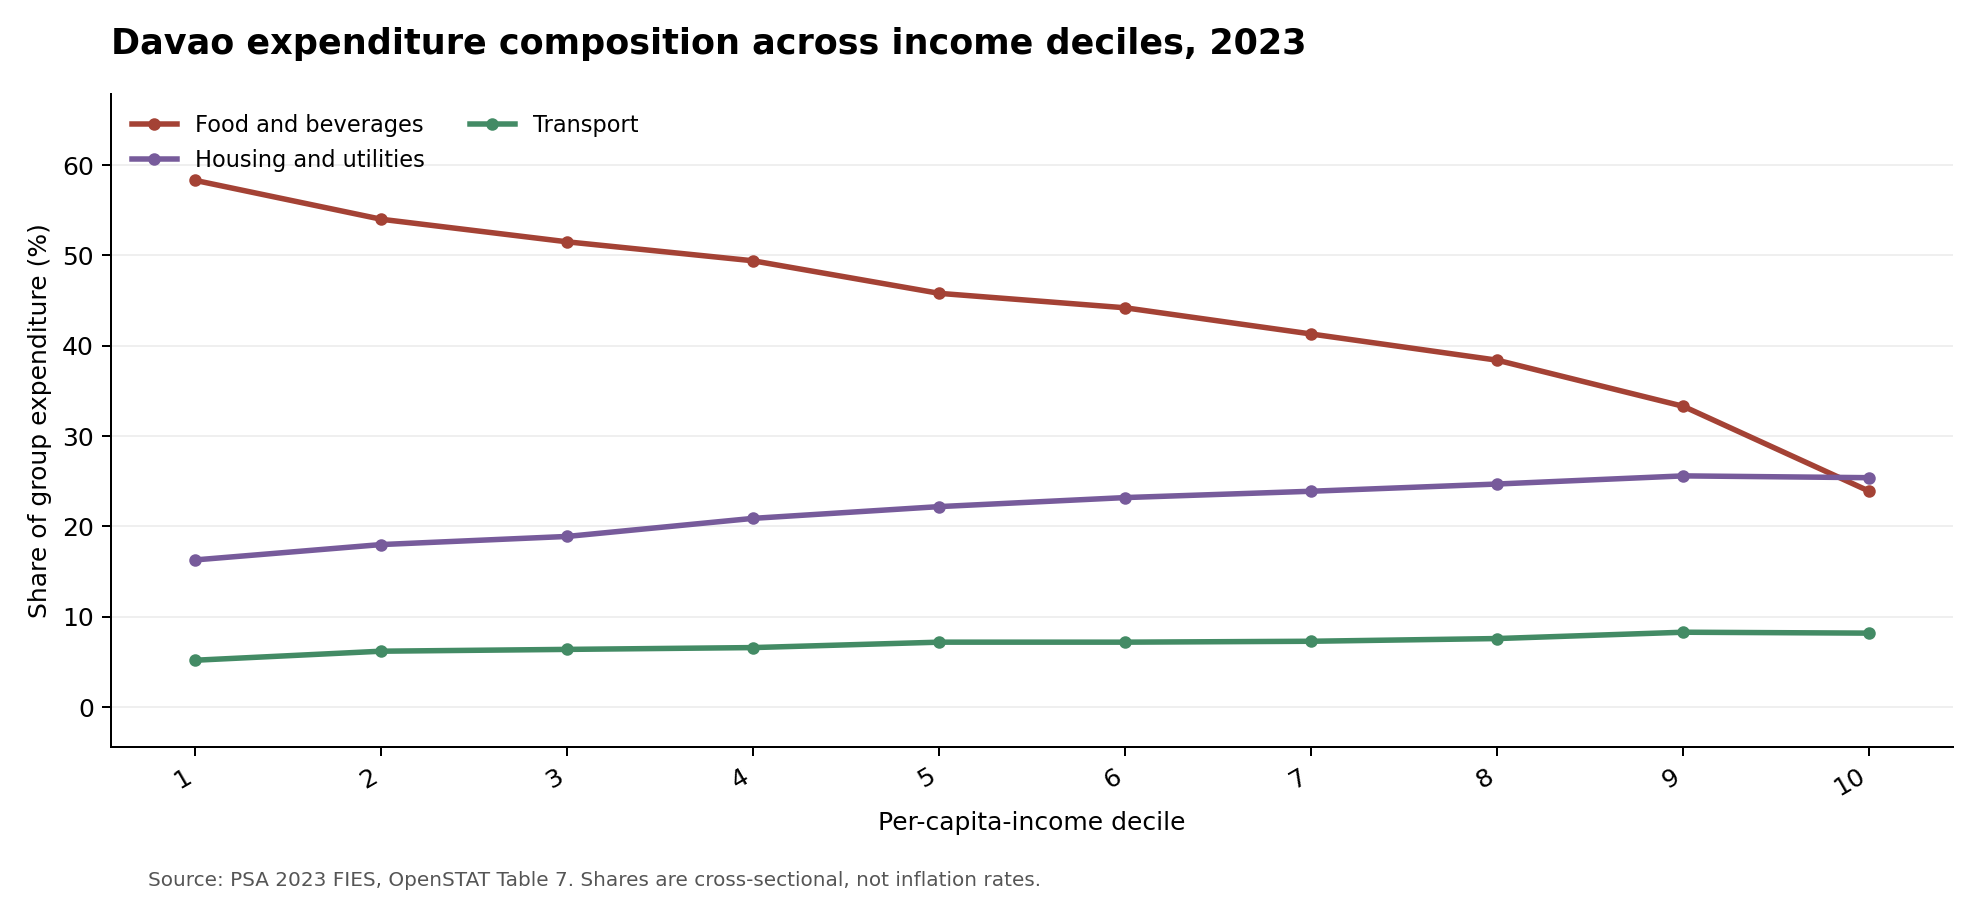 Davao expenditure composition across income deciles, 2023
Food and beverages
Housing and utilities
Transport
Share of group expenditure (%)
60
50
40
30
20
10
0
1 2 3 4 5 6 7 8 9 10
Per-capita-income decile
Source: PSA 2023 FIES, OpenSTAT Table 7. Shares are cross-sectional, not inflation rates.